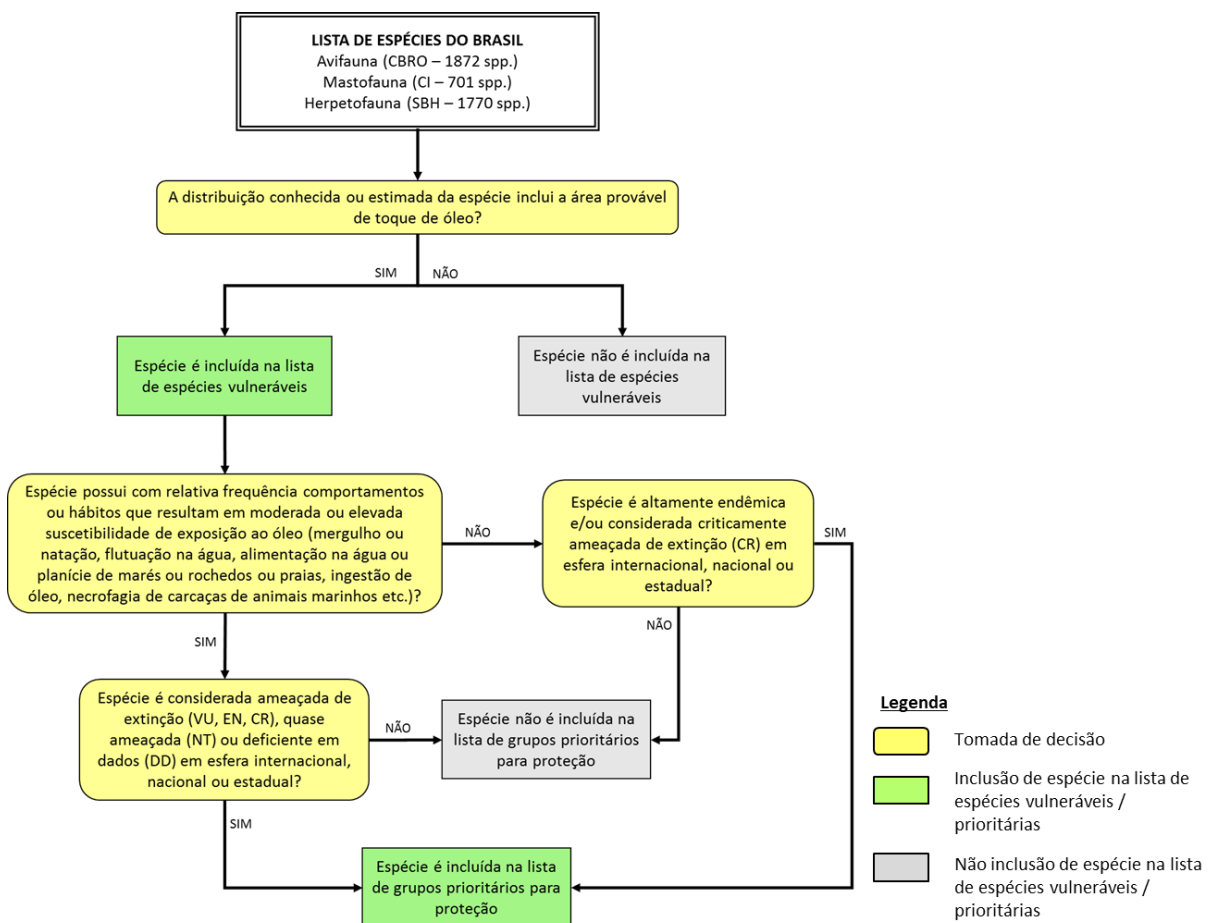 LISTA DE ESPÉCIES DO BRASIL
Avifauna (CBRO – 1872 spp.)
Mastofauna (CI – 701 spp.)
Herpetofauna (SBH – 1770 spp.)
A distribuição conhecida ou estimada da espécie inclui a área provável
de toque de óleo?
SIM
NÃO
Espécie é incluída na lista
de espécies vulneráveis
Espécie não é incluída na
lista de espécies
vulneráveis
Espécie possui com relativa frequência comportamentos
ou hábitos que resultam em moderada ou elevada
suscetibilidade de exposição ao óleo (mergulho ou
natação, flutuação na água, alimentação na água ou
planície de marés ou rochedos ou praias, ingestão de
óleo, necrofagia de carcaças de animais marinhos etc.)?
NÃO
Espécie é altamente endêmica
e/ou considerada criticamente
ameaçada de extinção (CR) em
esfera internacional, nacional ou
estadual?
SIM
SIM
NÃO
Espécie é considerada ameaçada de
extinção (VU, EN, CR), quase
ameaçada (NT) ou deficiente em
dados (DD) em esfera internacional,
nacional ou estadual?
NÃO
Espécie não é incluída na
lista de grupos prioritários
para proteção
SIM
Espécie é incluída na lista
de grupos prioritários para
proteção
Legenda
Tomada de decisão
Inclusão de espécie na lista de
espécies vulneráveis /
prioritárias
Não inclusão de espécie na lista
de espécies vulneráveis /
prioritárias